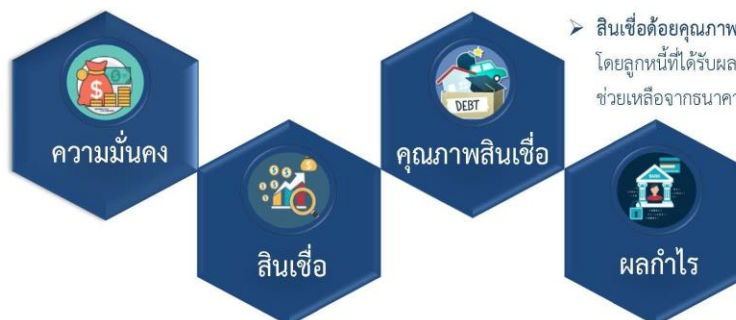 ➢ สินเชื่อด้อยคุณภาพ
โดยลูกหนี้ที่ได้รับผล
ช่วยเหลือจากธนาคา
DEBT
ความมั่นคง
คุณภาพสินเชื่อ
BANK
สินเชื่อ
ผลกำไร